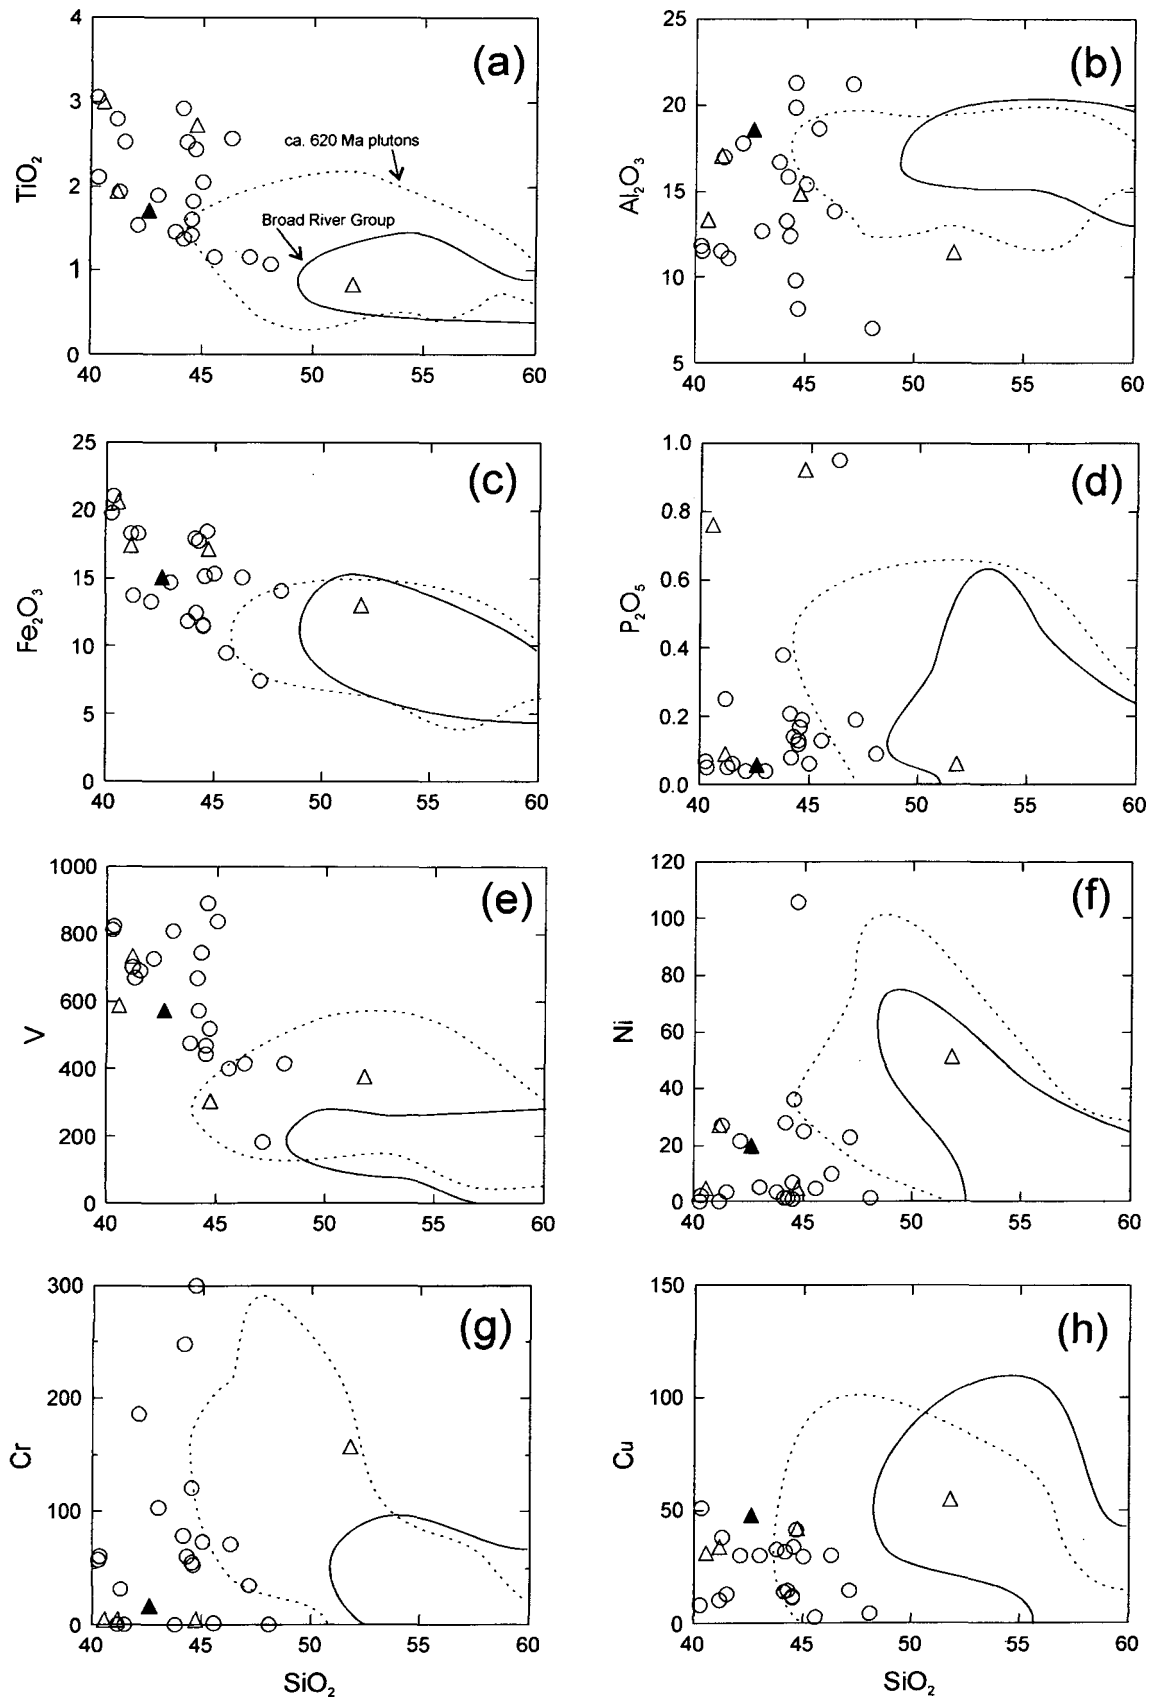 4
3
2
1
0
TiO2
(a)
ca. 620 Ma plutons
Broad River Group
40 45 50 55 60
25
20
15
10
5
Al2O3
(b)
40 45 50 55 60
25
20
15
10
5
0
Fe2O3
(c)
40 45 50 55 60
1.0
0.8
0.6
0.4
0.2
0.0
P2O5
(d)
40 45 50 55 60
1000
800
600
400
200
0
V
(e)
40 45 50 55 60
120
100
80
60
40
20
0
Ni
(f)
40 45 50 55 60
300
200
100
0
Cr
(g)
40 45 50 55 60
SiO2
150
100
50
0
Cu
(h)
40 45 50 55 60
SiO2